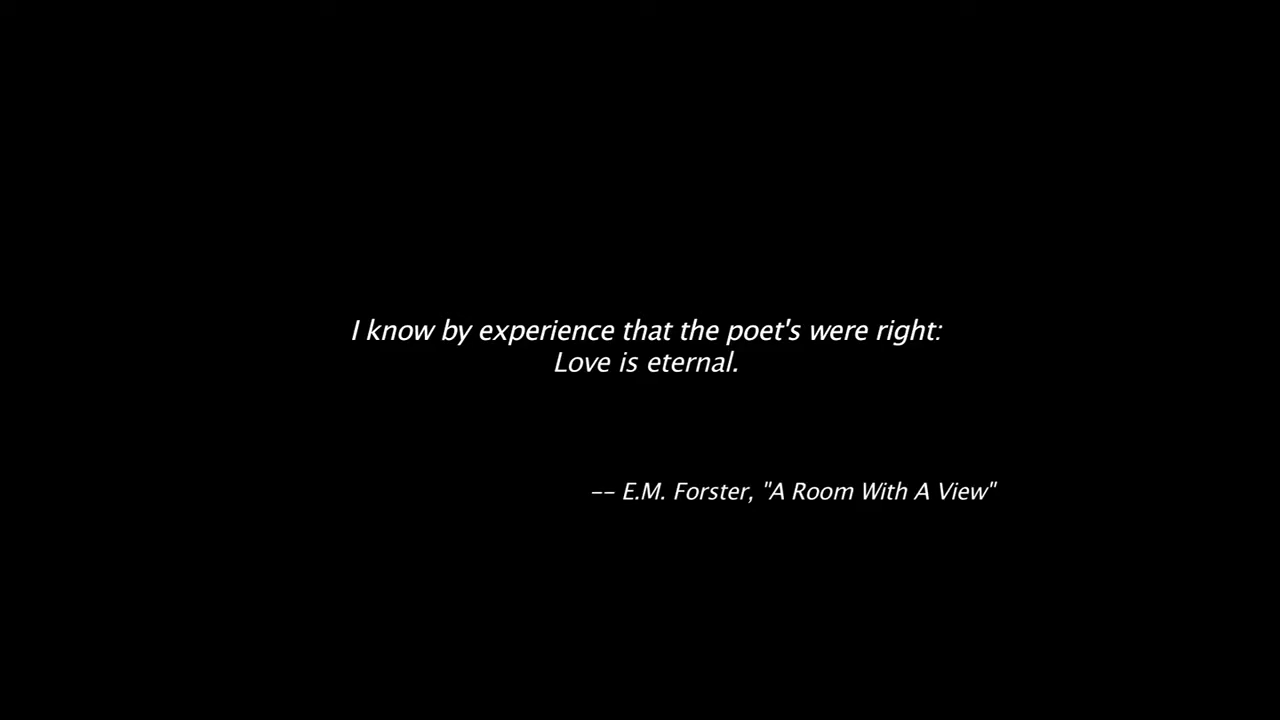 I know by experience that the poet's were right:
Love is eternal.
-- E.M. Forster, "A Room With A View"